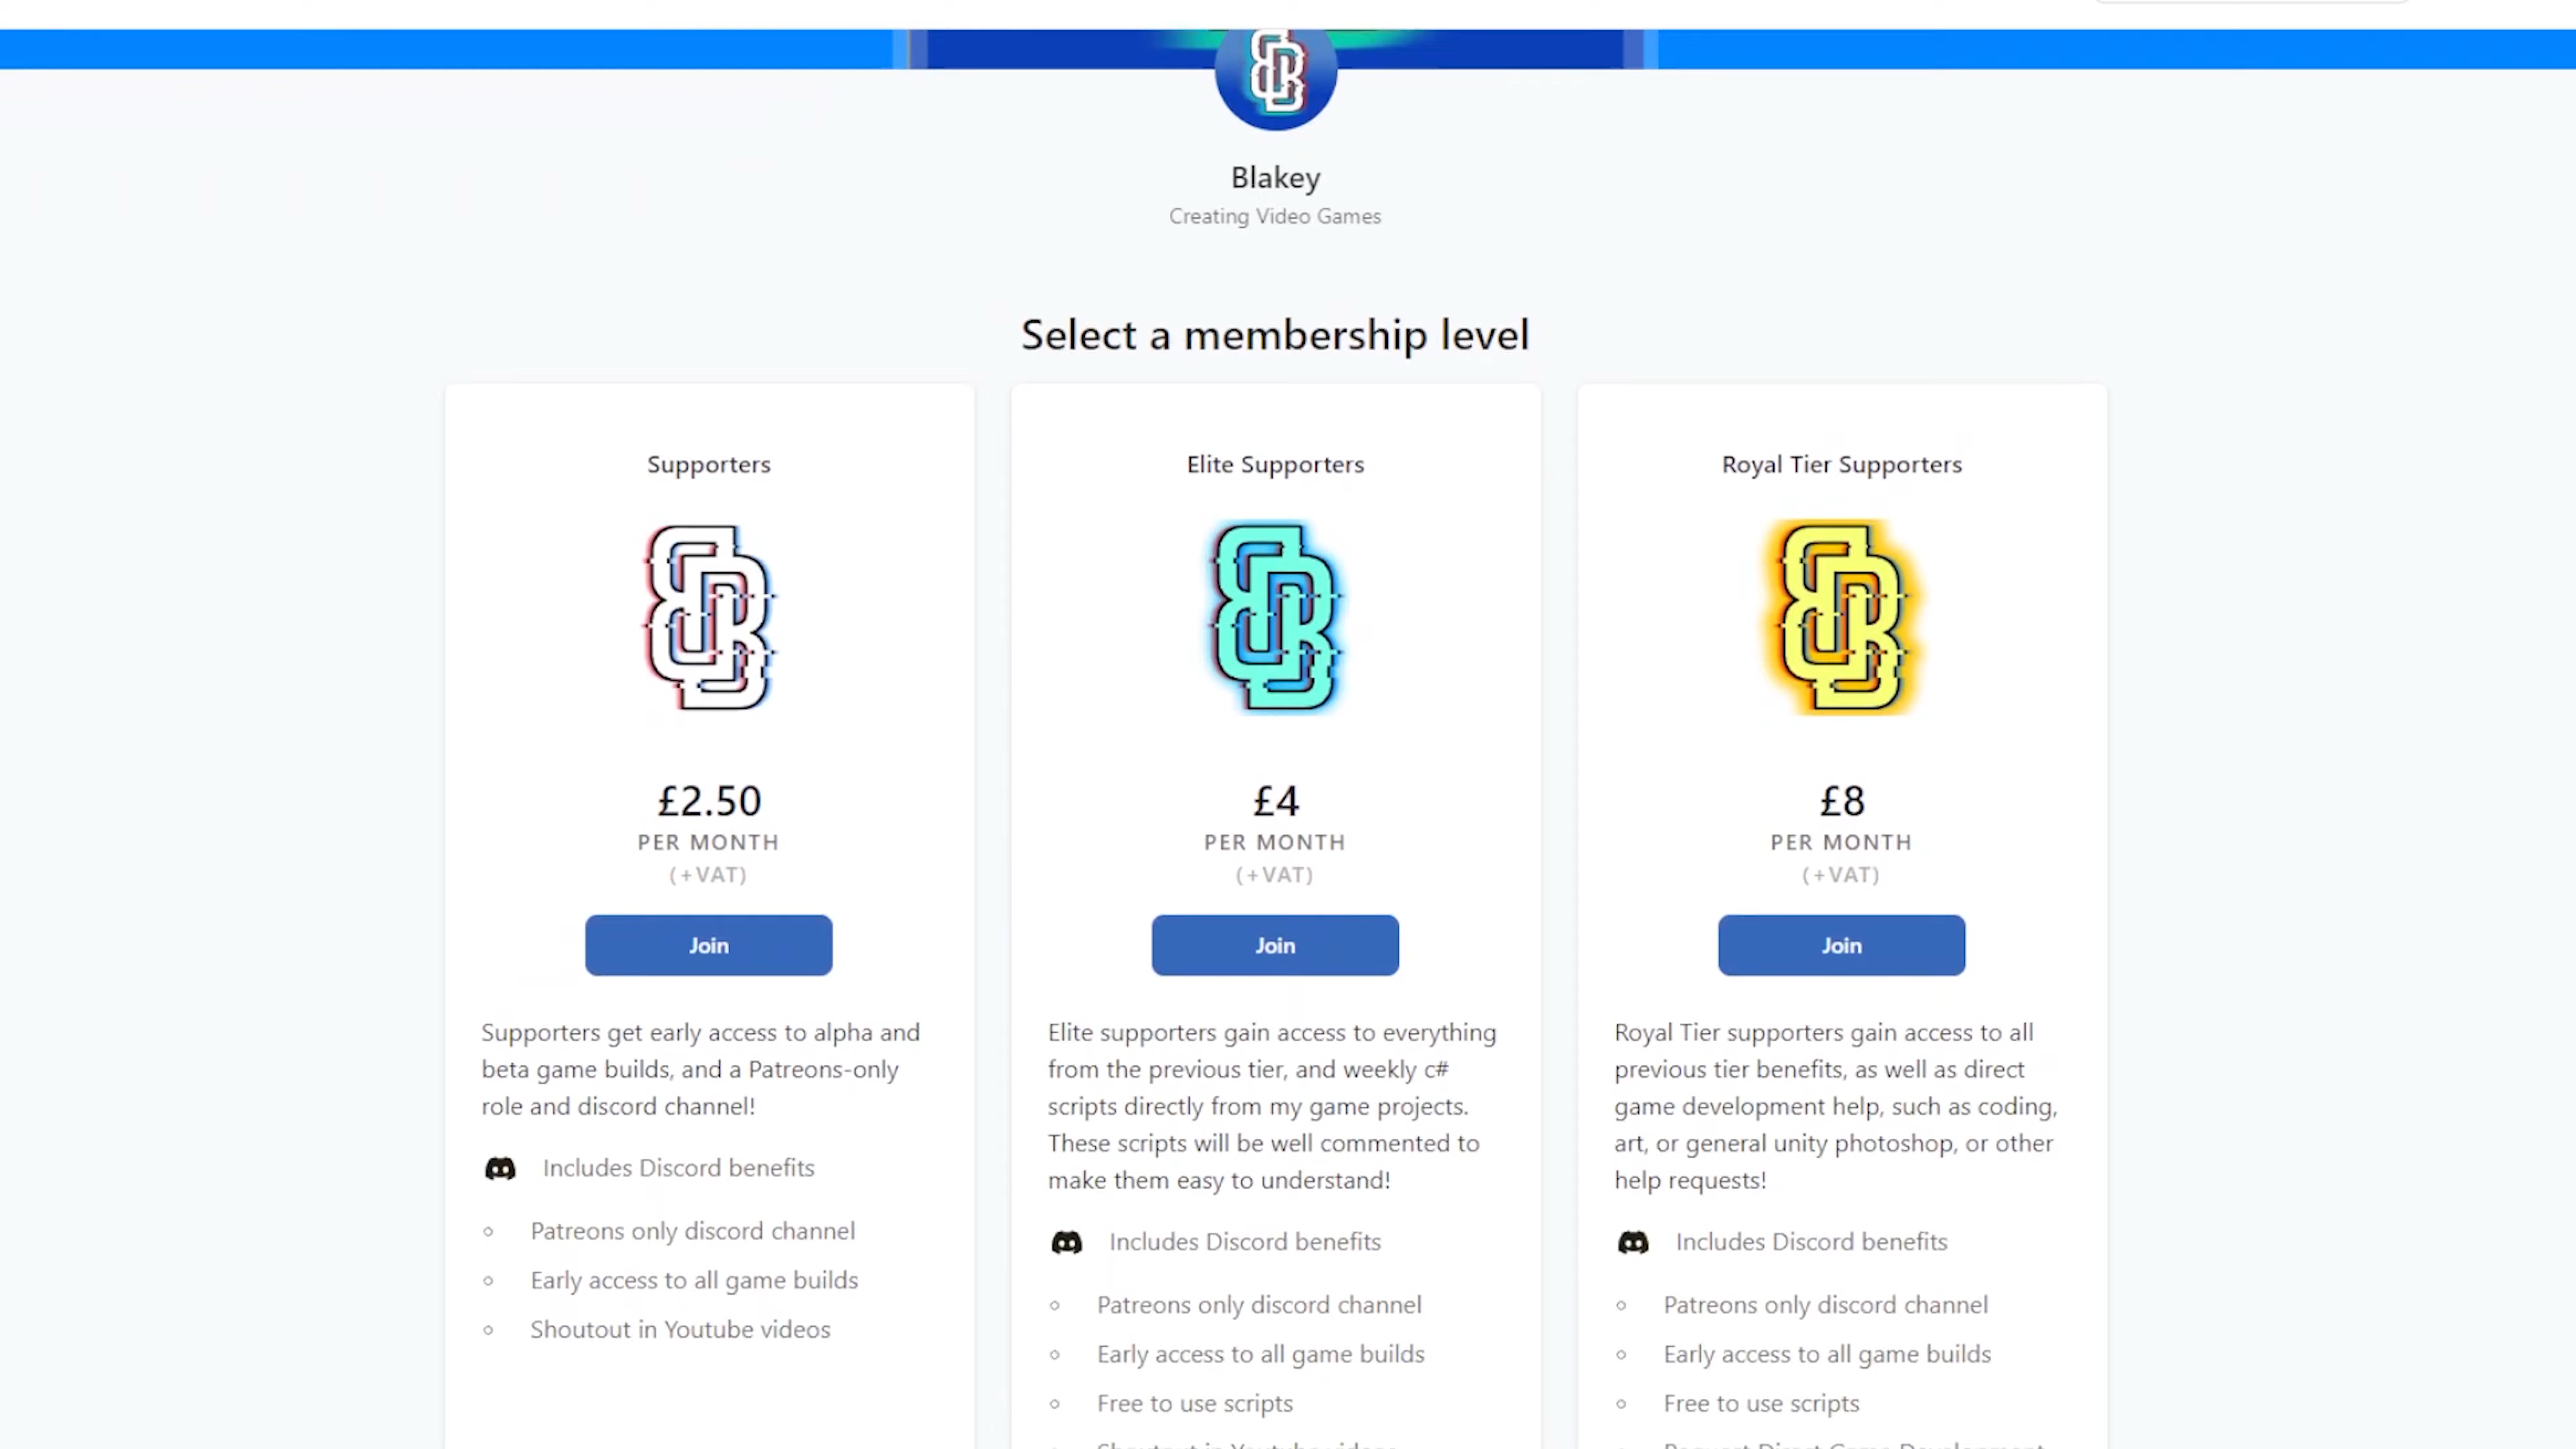 Blakey
Creating Video Games
Select a membership level
Supporters
£2.50
PER MONTH
(+VAT)
Join
Supporters get early access to alpha and
beta game builds, and a Patreons-only
role and discord channel!
Includes Discord benefits
Patreons only discord channel
Early access to all game builds
Shoutout in Youtube videos
Elite Supporters
£4
PER MONTH
(+VAT)
Join
Elite supporters gain access to everything
from the previous tier, and weekly c#
scripts directly from my game projects.
These scripts will be well commented to
make them easy to understand!
Includes Discord benefits
Patreons only discord channel
Early access to all game builds
Free to use scripts
Shoutout in Youtube videos
Royal Tier Supporters
£8
PER MONTH
(+VAT)
Join
Royal Tier supporters gain access to all
previous tier benefits, as well as direct
game development help, such as coding,
art, or general unity photoshop, or other
help requests!
Includes Discord benefits
Patreons only discord channel
Early access to all game builds
Free to use scripts
Request Direct Game Development